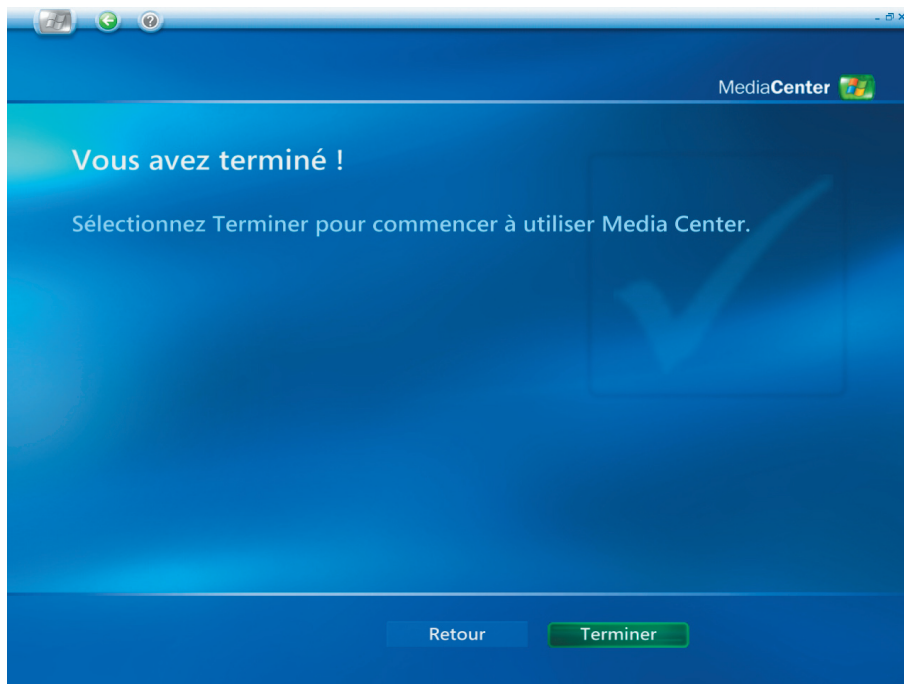 MediaCenter
Vous avez terminé !
Sélectionnez Terminer pour commencer à utiliser Media Center.
Retour Terminer